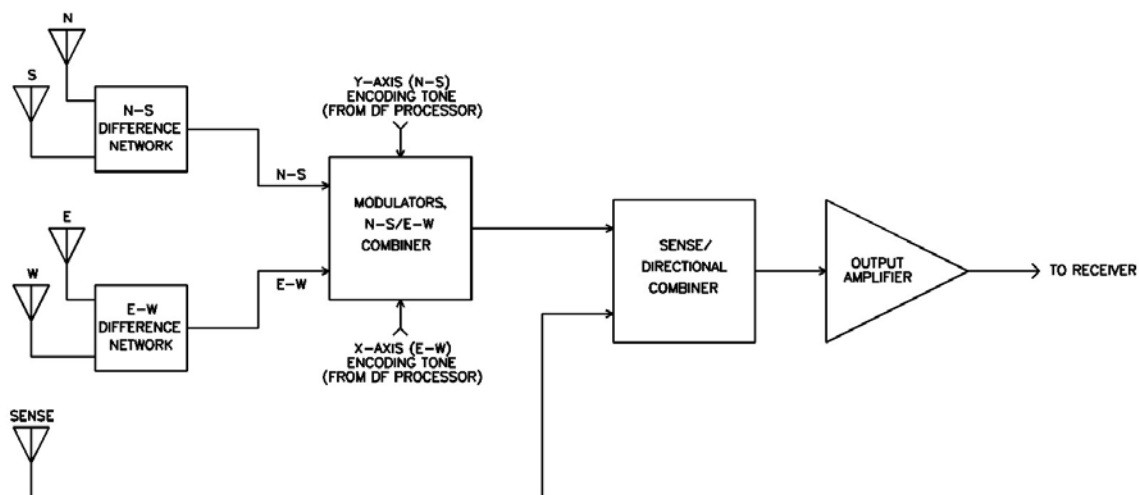 N
S
N-S
DIFFERENCE
NETWORK
Y-AXIS (N-S)
ENCODING TONE
(FROM DF PROCESSOR)
N-S
MODULATORS,
N-S/E-W
COMBINER
E
W
E-W
DIFFERENCE
NETWORK
E-W
X-AXIS (E-W)
ENCODING TONE
(FROM DF PROCESSOR)
SENSE/
DIRECTIONAL
COMBINER
OUTPUT
AMPLIFIER
TO RECEIVER
SENSE